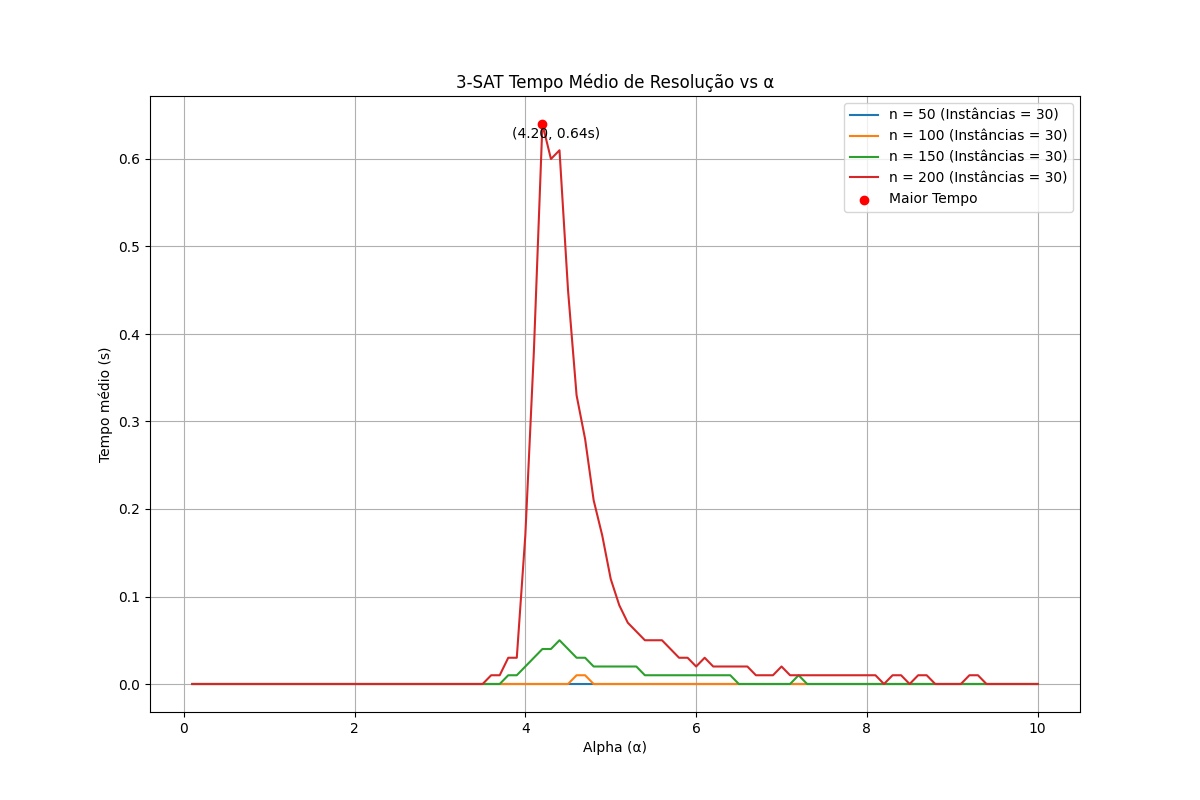 3-SAT Tempo Médio de Resolução vs α
(4.20, 0.64s)
n = 50 (Instâncias = 30)
n = 100 (Instâncias = 30)
n = 150 (Instâncias = 30)
n = 200 (Instâncias = 30)
Maior Tempo
Tempo médio (s)
0.6
0.5
0.4
0.3
0.2
0.1
0.0
0 2 4 6 8 10
Alpha (α)